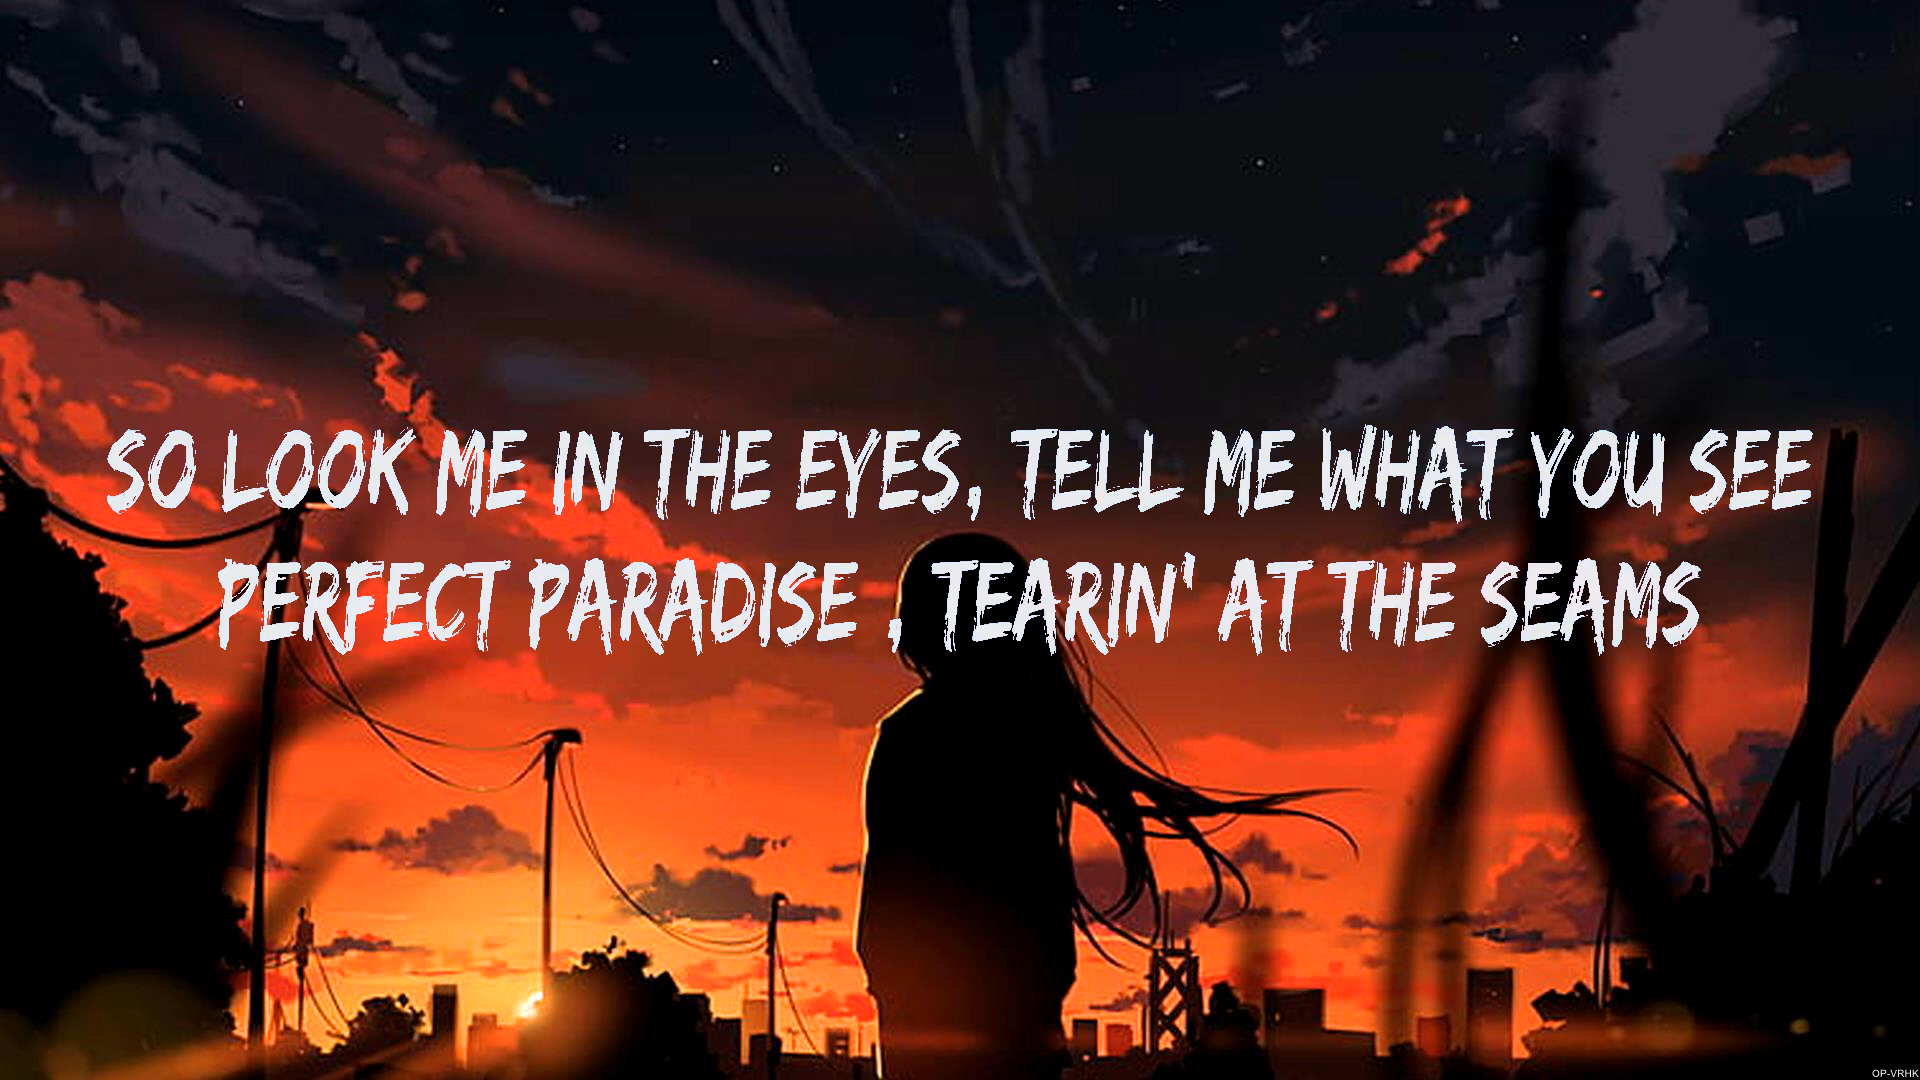 SO LOOK ME IN THE EYES, TELL ME WHAT YOU SEE
PERFECT PARADISE , TEARIN' AT THE SEAMS
OP-VRHK